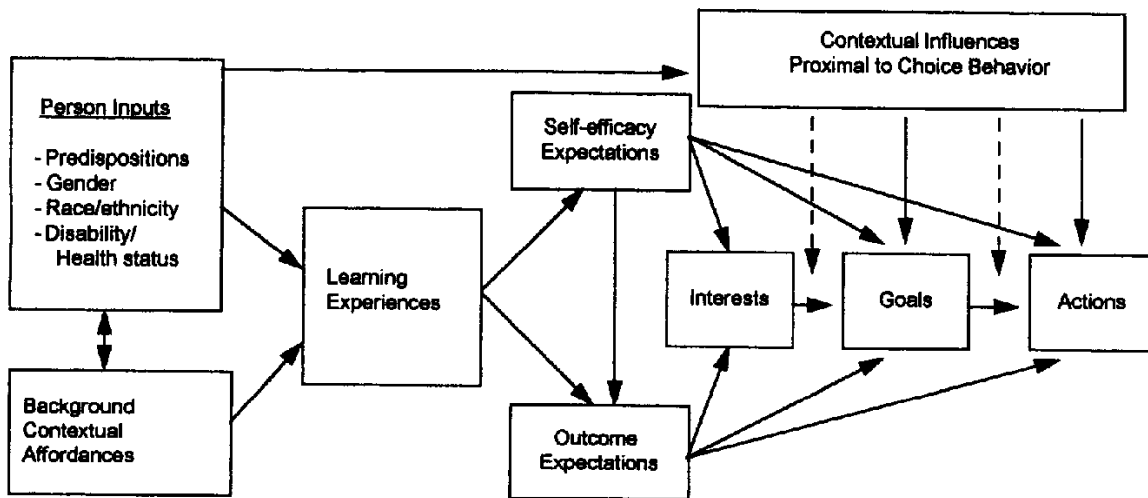 Person Inputs
- Predispositions
- Gender
- Race/ethnicity
- Disability/
Health status
Background
Contextual
Affordances
Learning
Experiences
Self-efficacy
Expectations
Outcome
Expectations
Contextual Influences
Proximal to Choice Behavior
Interests
Goals
Actions